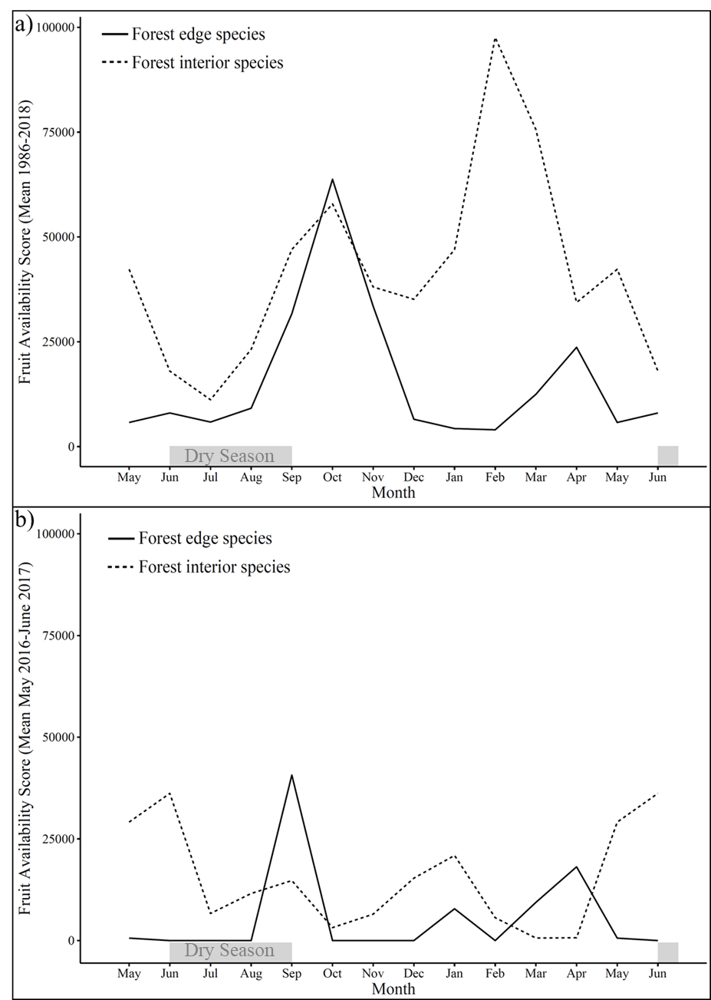 a)
Fruit Availability Score (Mean 1986-2018)
100000
75000
50000
25000
0
Forest edge species
Forest interior species
Dry Season
May Jun Jul Aug Sep Oct Nov Dec Jan Feb Mar Apr May Jun
Month
b)
Fruit Availability Score (Mean May 2016-June 2017)
100000
75000
50000
25000
0
Forest edge species
Forest interior species
Dry Season
May Jun Jul Aug Sep Oct Nov Dec Jan Feb Mar Apr May Jun
Month